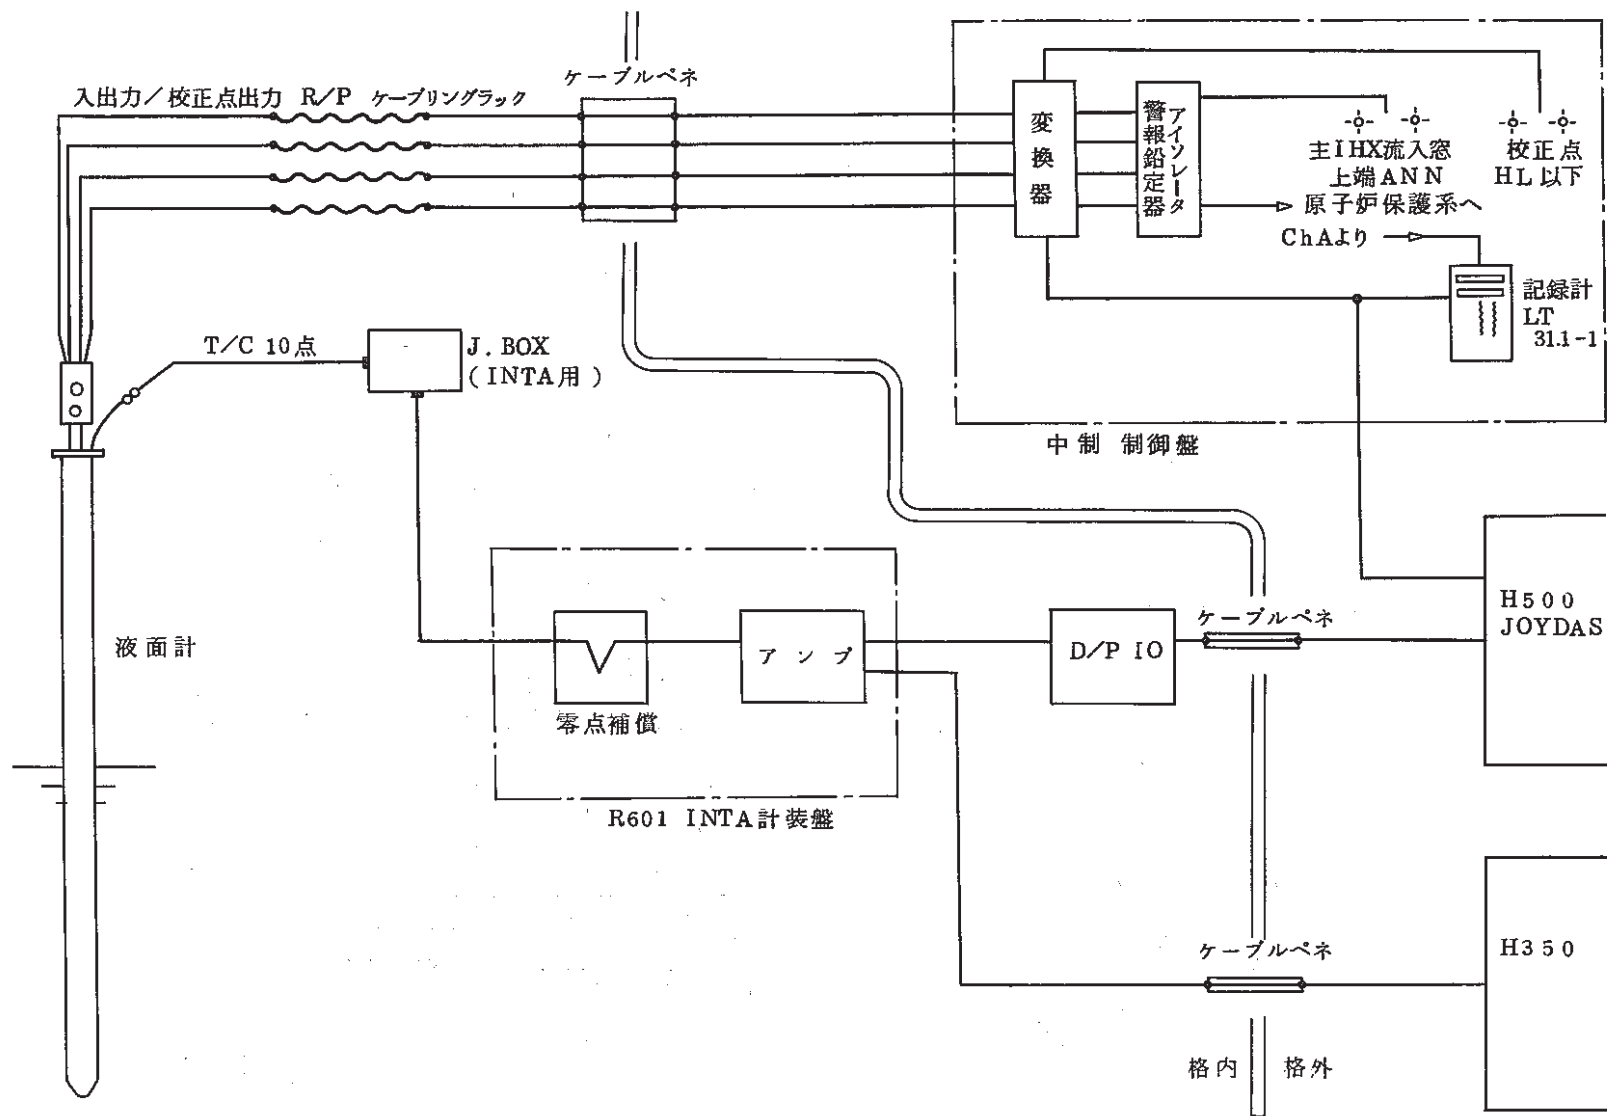 ケーブルペネ
入出力/校正点出力 R/P ケーブリングラック
変換器
警報鉛定器
アイソレータ
主IHX流入窓
上端ANN
校正点
HL以下
原子炉保護系へ
ChAより
記録計
LT
31.1-1
中制 制御盤
T/C 10点
J. BOX
(INTA用)
液面計
零点補償
アンプ
R601 INTA計装盤
D/P IO
ケーブルペネ
H500
JOYDAS
ケーブルペネ
H350
格内
格外